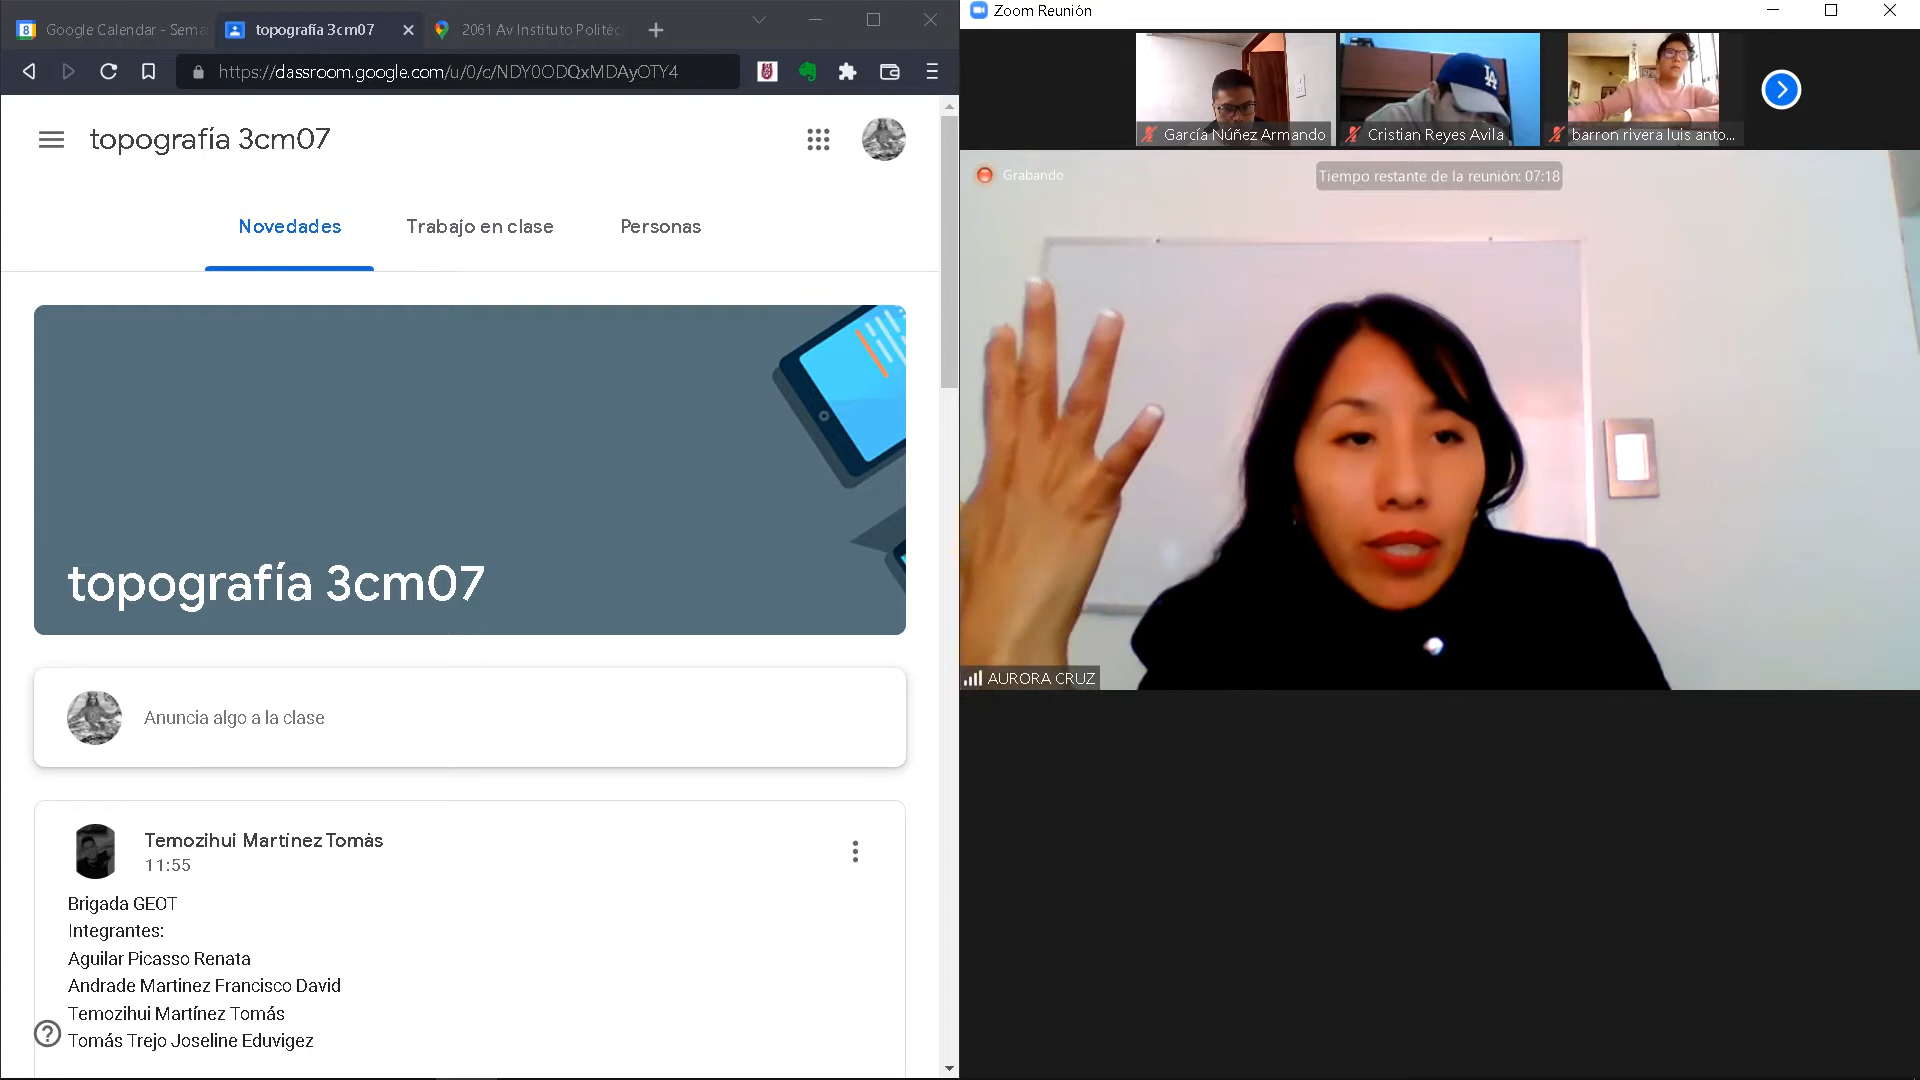 Google Calendar - Sema
topografía 3cm07
2061 Av Instituto Politéc
https://classroom.google.com/u/0/c/NDY0ODQxMDAyOTY4
topografía 3cm07
Novedades
Trabajo en clase
Personas
topografía 3cm07
Anuncia algo a la clase
Temozihui Martínez Tomás
11:55
Brigada GEOT
Integrantes:
Aguilar Picasso Renata
Andrade Martinez Francisco David
Temozihui Martínez Tomás
Tomás Trejo Joseline Eduvigez
Zoom Reunión
García Núñez Armando
Cristian Reyes Avila
barron rivera luis anto...
Grabando
Tiempo restante de la reunión: 07:18
LA
AURORA CRUZ